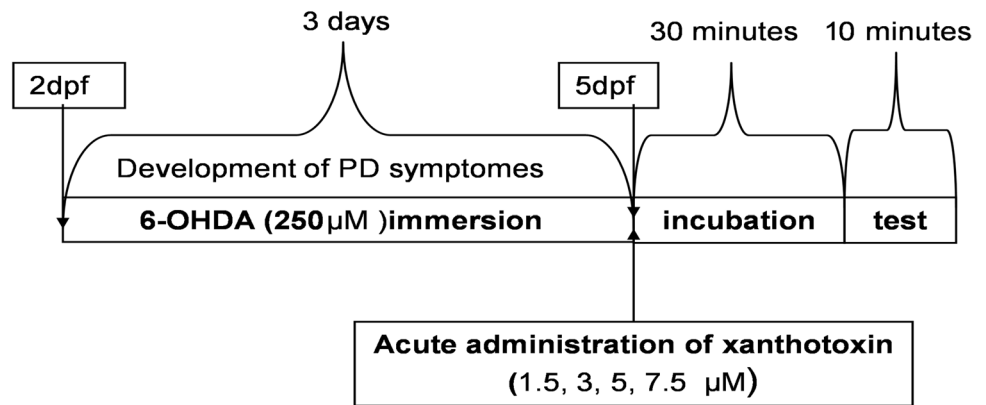 3 days
30 minutes
10 minutes
2dpf
5dpf
Development of PD symptomes
6-OHDA (250µM )immersion
incubation
test
Acute administration of xanthotoxin
(1.5, 3, 5, 7.5 µM)